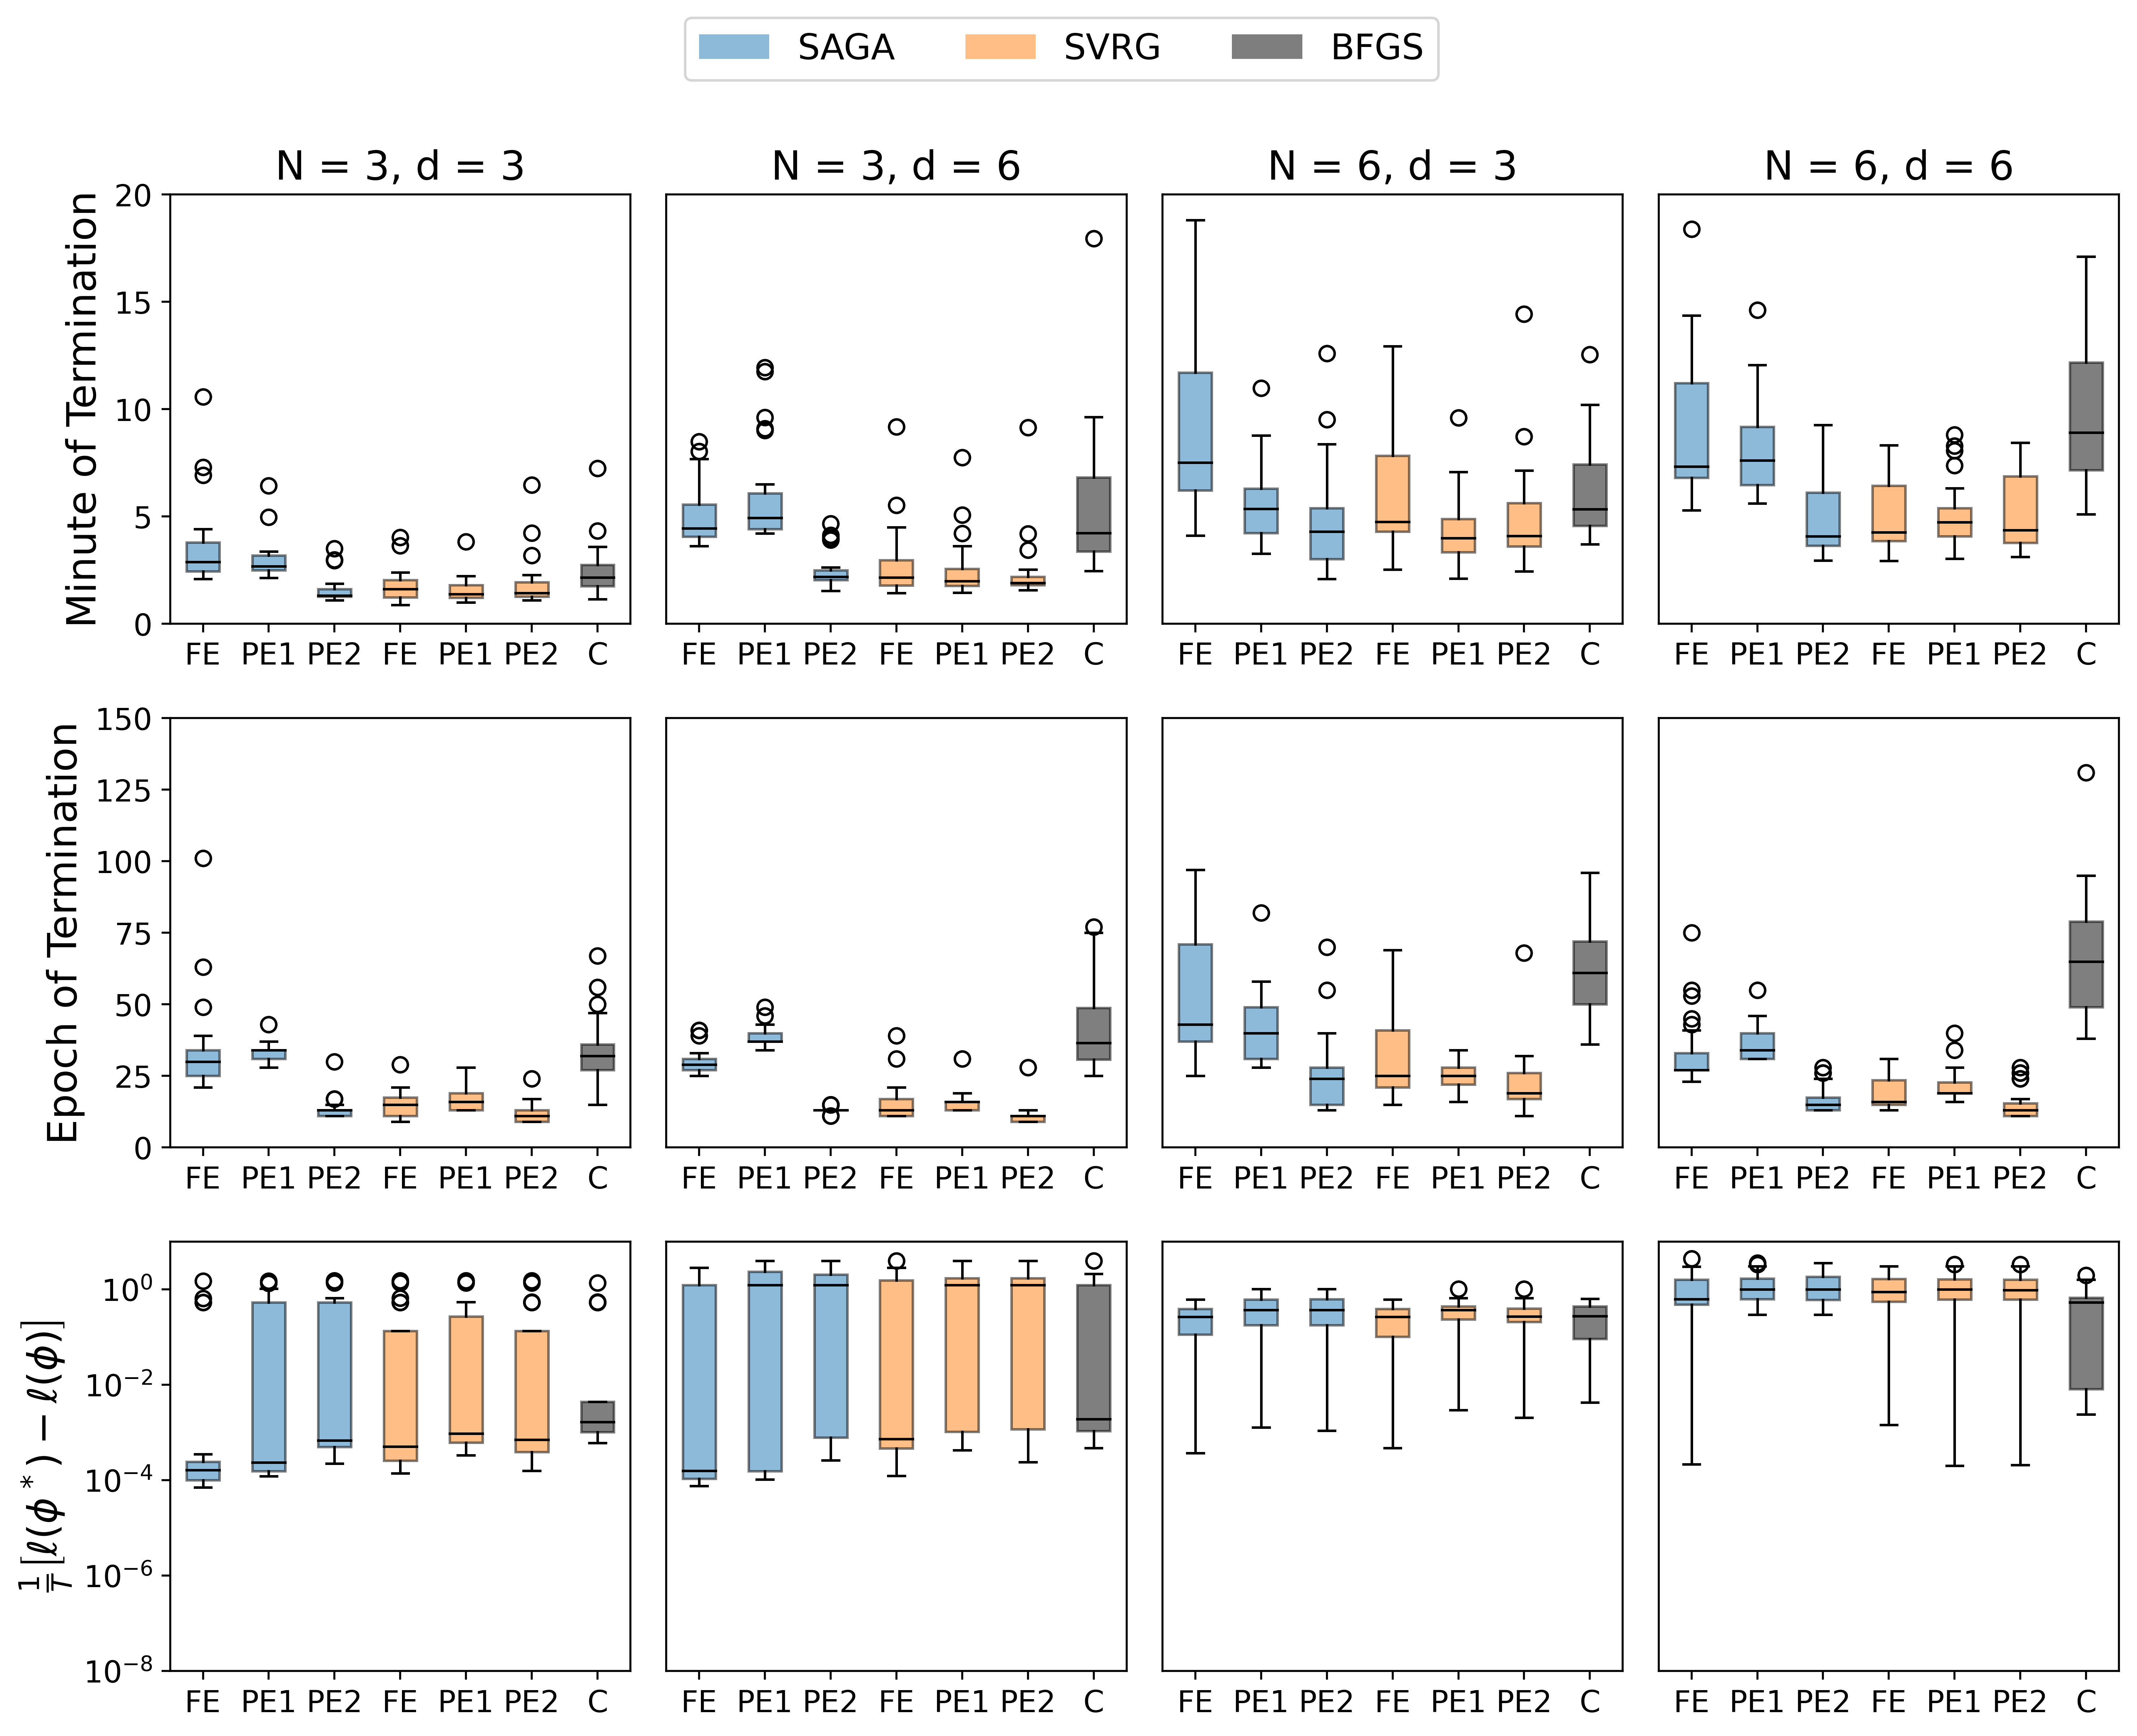 SAGA SVRG BFGS
N = 3, d = 3 N = 3, d = 6 N = 6, d = 3 N = 6, d = 6
Minute of Termination
20
15
10
5
0
FE PE1 PE2 FE PE1 PE2 C FE PE1 PE2 FE PE1 PE2 C FE PE1 PE2 FE PE1 PE2 C FE PE1 PE2 FE PE1 PE2 C
Epoch of Termination
150
125
100
75
50
25
0
FE PE1 PE2 FE PE1 PE2 C FE PE1 PE2 FE PE1 PE2 C FE PE1 PE2 FE PE1 PE2 C FE PE1 PE2 FE PE1 PE2 C
10⁰
10⁻²
10⁻⁴
10⁻⁶
10⁻⁸
FE PE1 PE2 FE PE1 PE2 C FE PE1 PE2 FE PE1 PE2 C FE PE1 PE2 FE PE1 PE2 C FE PE1 PE2 FE PE1 PE2 C